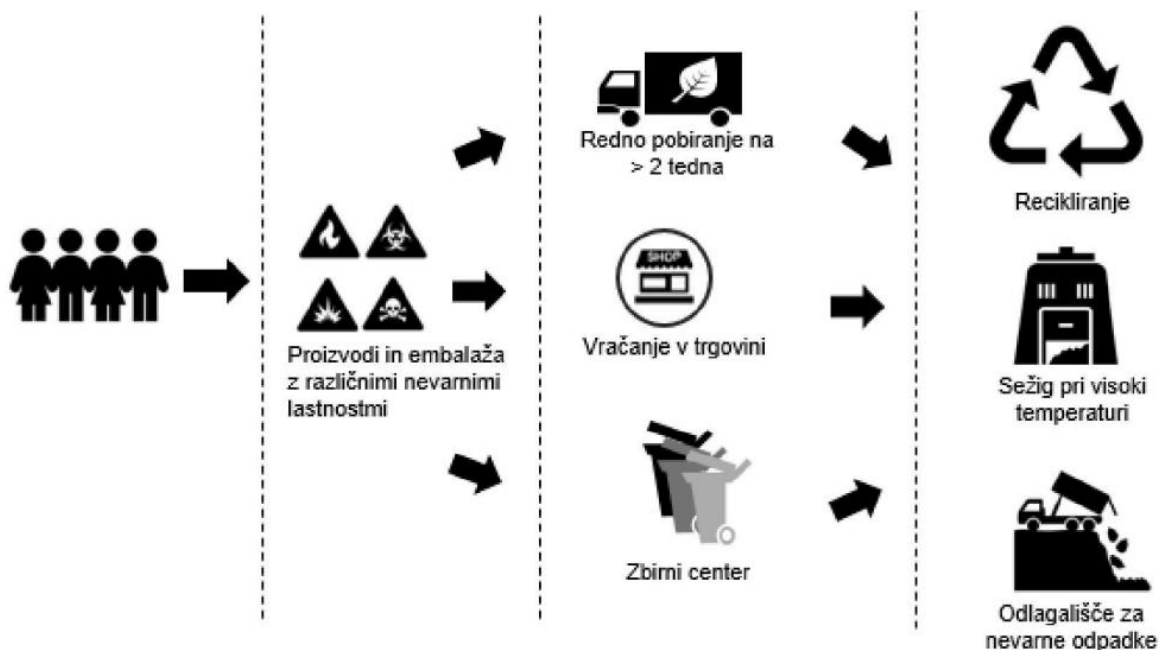 Proizvodi in embalaža
z različnimi nevarnimi
lastnostmi
Redno pobiranje na
> 2 tedna
SHOP
Vračanje v trgovini
Zbirni center
Recikliranje
Sežig pri visoki
temperaturi
Odlagališče za
nevarne odpadke